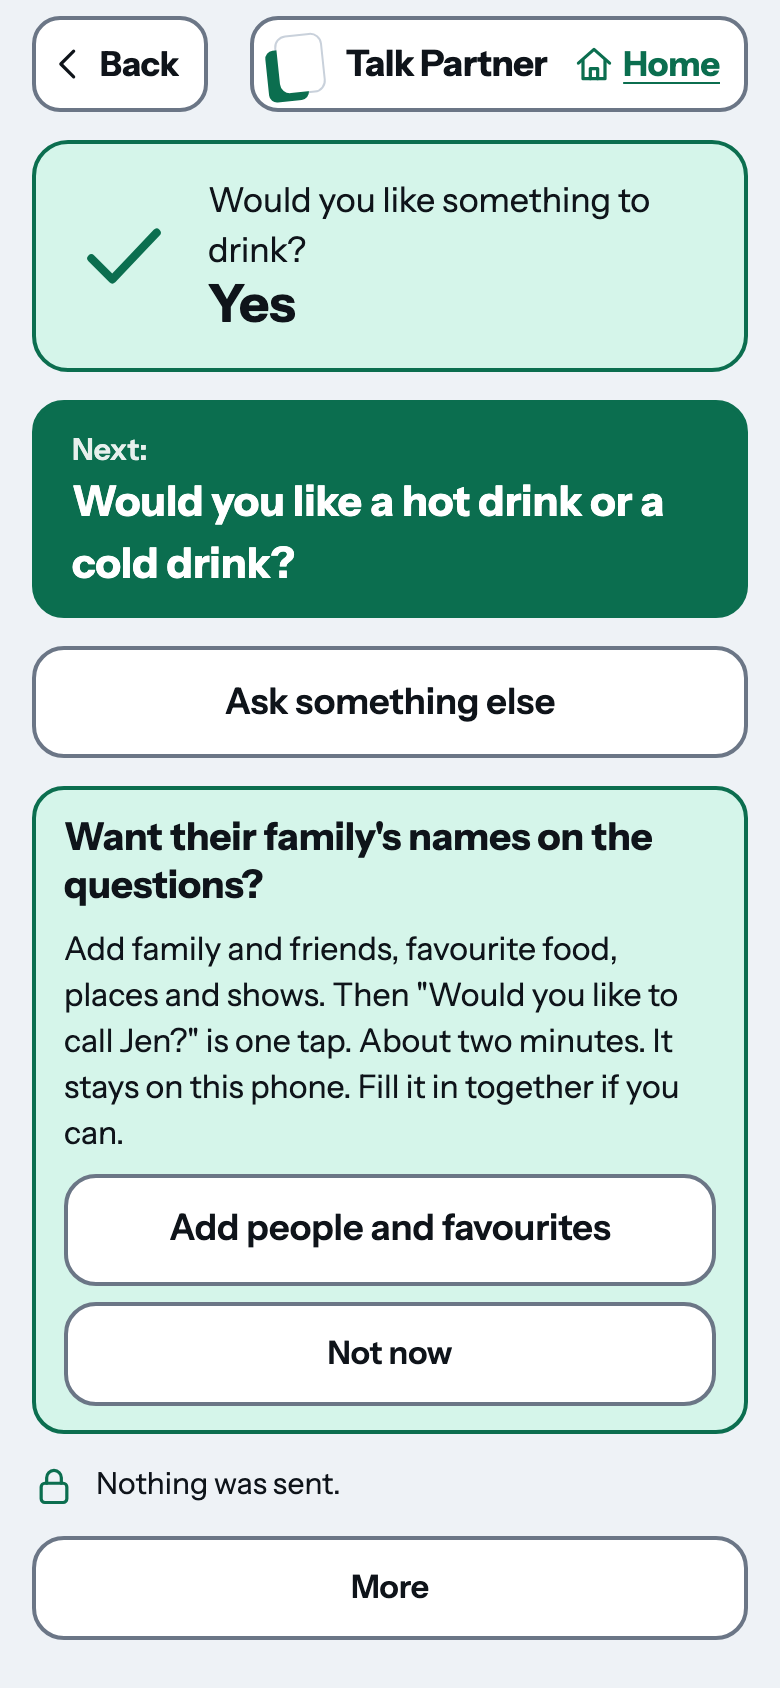 Back
Talk Partner
Home
Would you like something to
drink?
Yes
Next:
Would you like a hot drink or a
cold drink?
Ask something else
Want their family's names on the
questions?
Add family and friends, favourite food,
places and shows. Then "Would you like to
call Jen?" is one tap. About two minutes. It
stays on this phone. Fill it in together if you
can.
Add people and favourites
Not now
Nothing was sent.
More